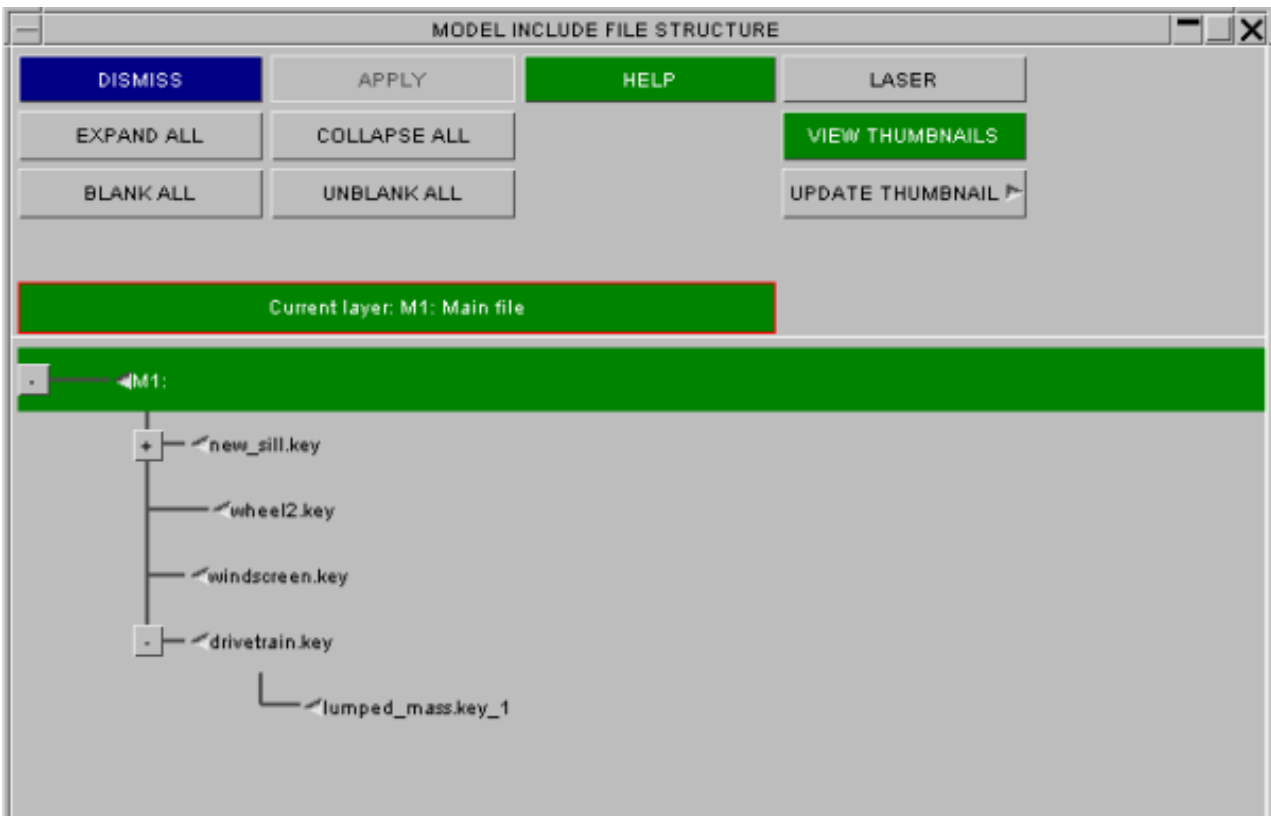 MODEL INCLUDE FILE STRUCTURE
DISMISS APPLY HELP LASER
EXPAND ALL COLLAPSE ALL VIEW THUMBNAILS
BLANK ALL UNBLANK ALL UPDATE THUMBNAIL
Current layer: M1: Main file
- M1:
+ new_sill.key
wheel2.key
windscreen.key
- drivetrain.key
lumped_mass.key_1